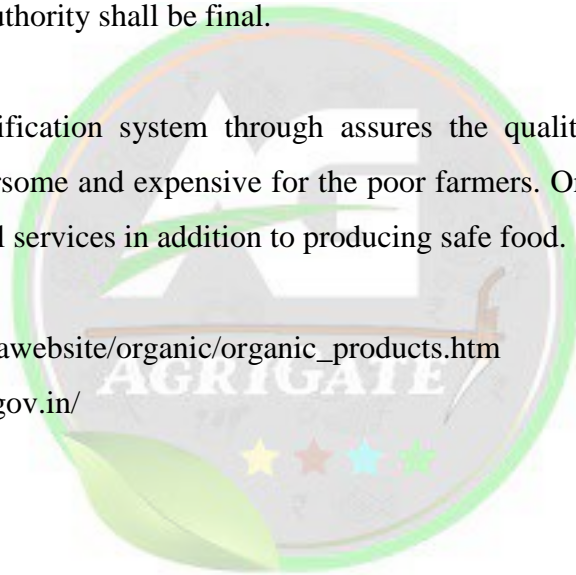 uthority shall be final.
ification system through assures the qualit
rsome and expensive for the poor farmers. Or
l services in addition to producing safe food.
awebsite/organic/organic_products.htm
gov.in/
AGRIGATE